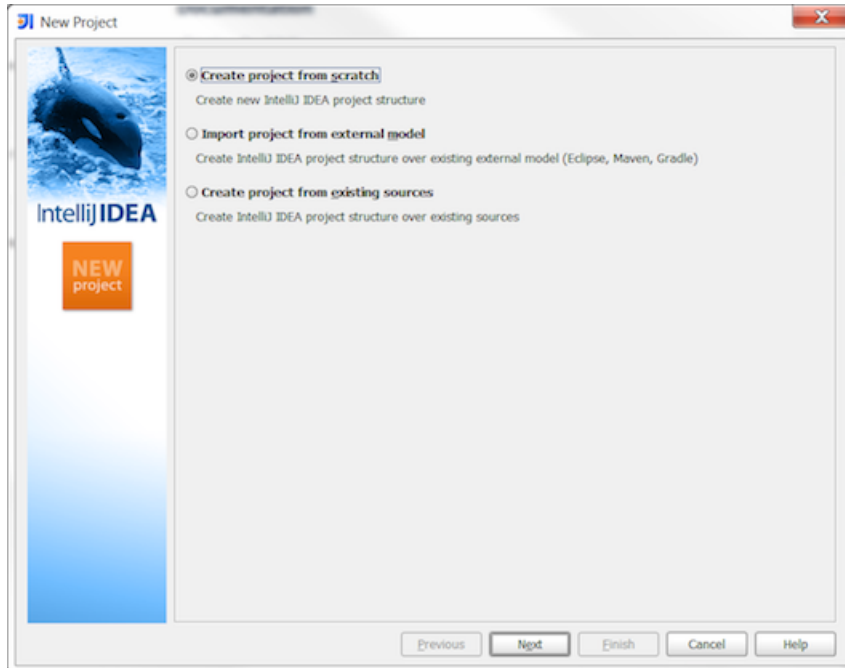 New Project
Create project from scratch
Create new IntelliJ IDEA project structure
Import project from external model
Create IntelliJ IDEA project structure over existing external model (Eclipse, Maven, Gradle)
Create project from existing sources
Create IntelliJ IDEA project structure over existing sources
IntelliJ IDEA
NEW
project
Previous
Next
Finish
Cancel
Help